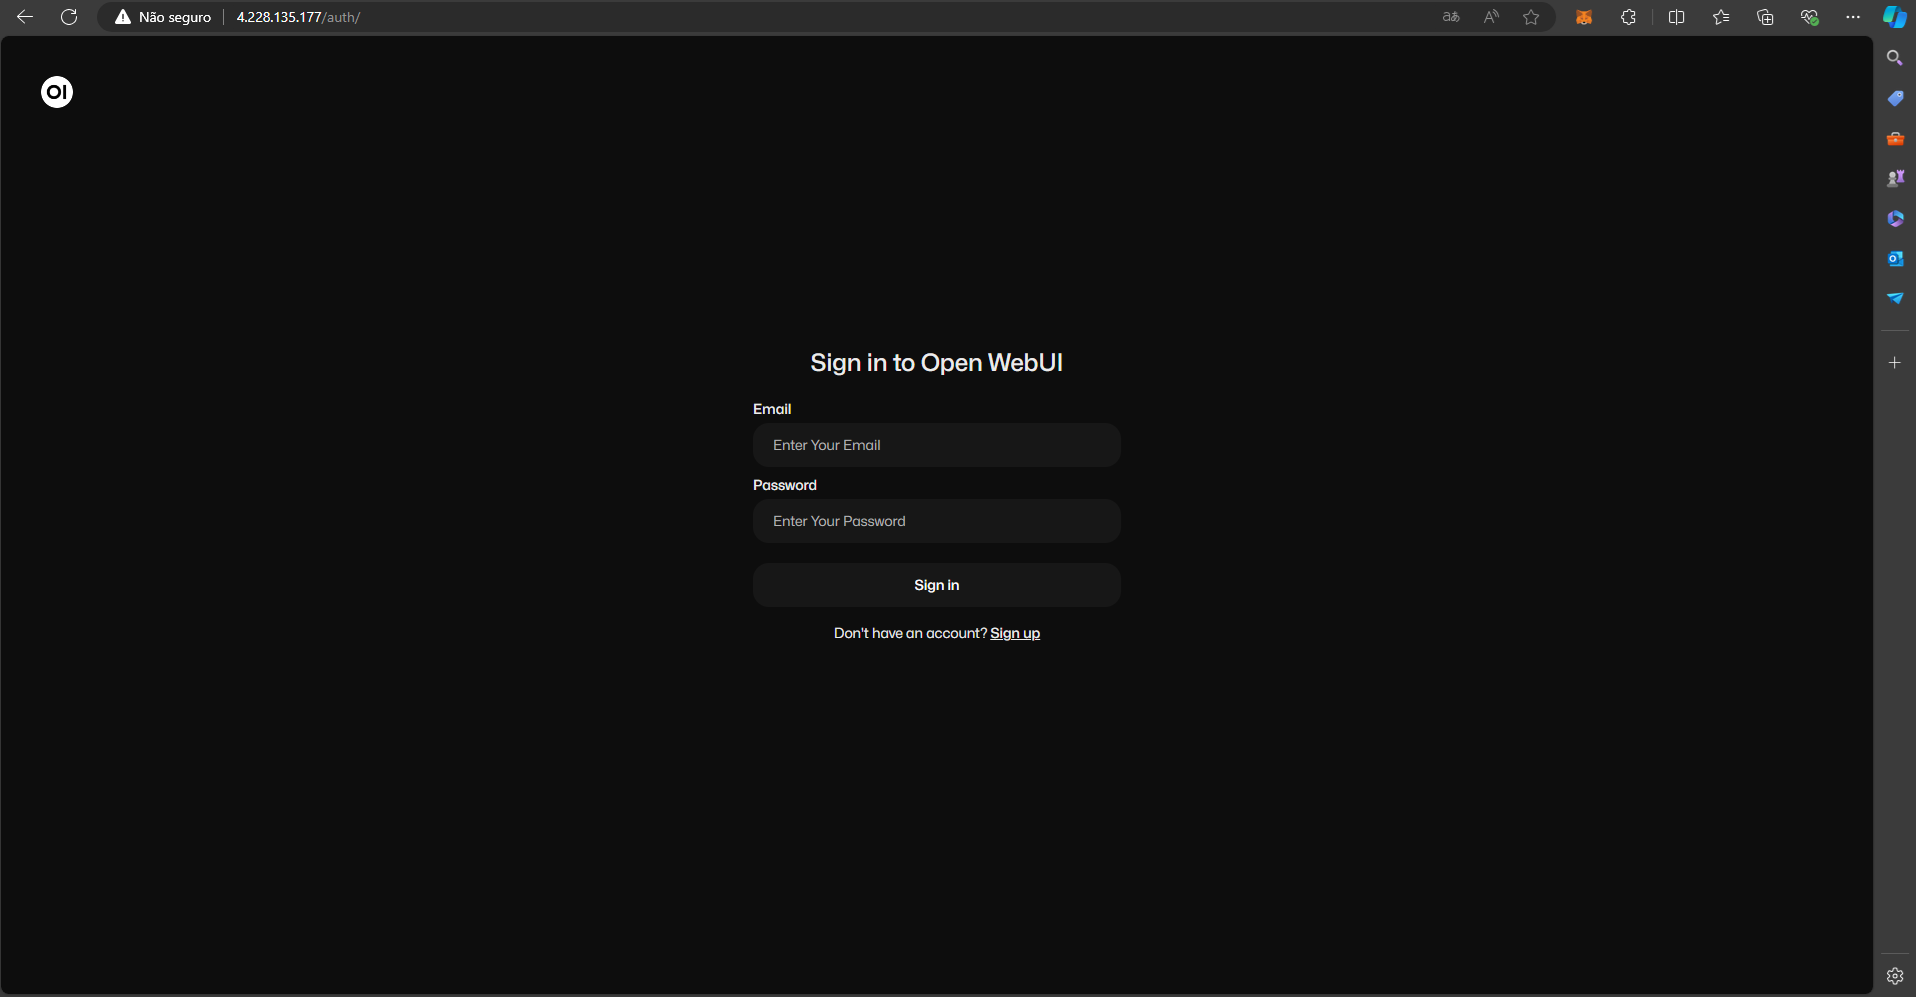 Não seguro 4.228.135.177/auth/
OI
Sign in to Open WebUI
Email
Enter Your Email
Password
Enter Your Password
Sign in
Don't have an account? Sign up